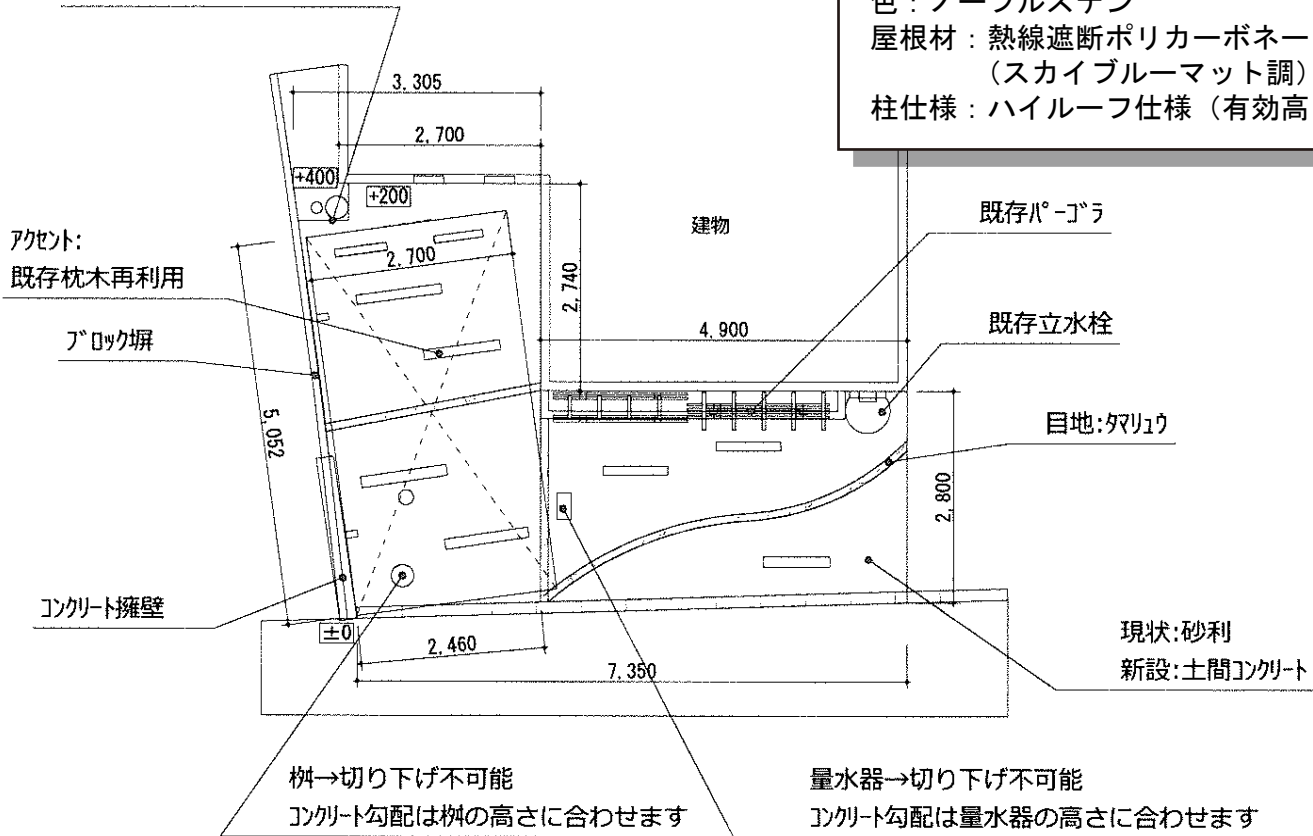 色：ノーブルステン
屋根材：熱線遮断ポリカーボネー
（スカイブルーマット調）
柱仕様：ハイルーフ仕様（有効高
3,305
2,700
+400
+200
建物
既存ﾊﾟｰｺﾞﾗ
ｱｸｾﾝﾄ:
既存枕木再利用
2,700
2,740
4,900
既存立水栓
ﾌﾞﾛｯｸ塀
5,052
目地:ﾀﾏﾘｭｳ
2,800
ｺﾝｸﾘｰﾄ擁壁
±0
2,460
7,350
現状:砂利
新設:土間ｺﾝｸﾘｰﾄ
桝→切り下げ不可能
ｺﾝｸﾘｰﾄ勾配は桝の高さに合わせます
量水器→切り下げ不可能
ｺﾝｸﾘｰﾄ勾配は量水器の高さに合わせます